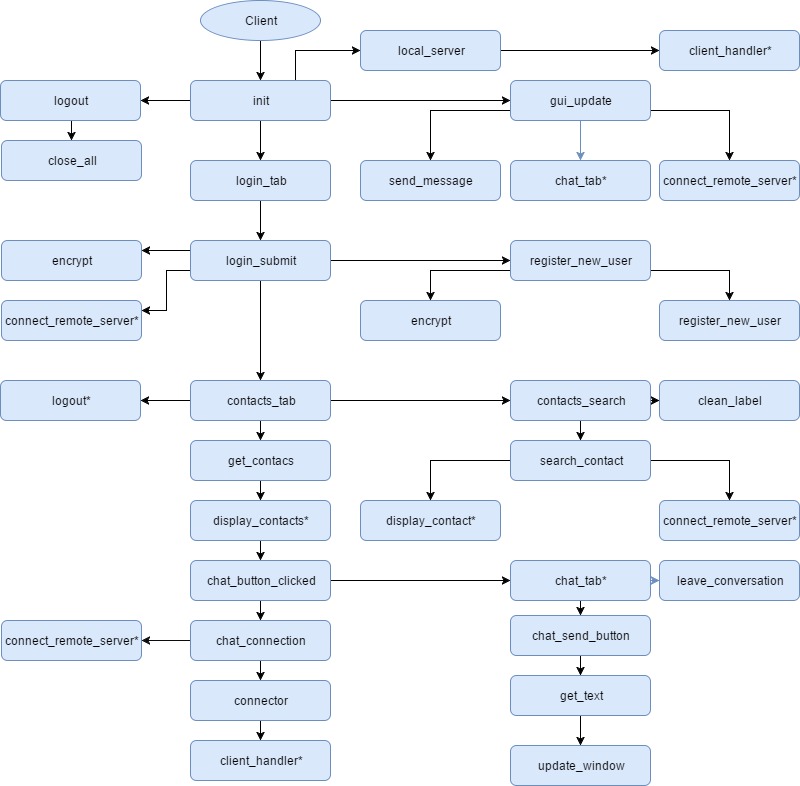 Client
local_server
client_handler*
logout
init
gui_update
close_all
login_tab
send_message
chat_tab*
connect_remote_server*
encrypt
login_submit
register_new_user
connect_remote_server*
encrypt
register_new_user
logout*
contacts_tab
contacts_search
clean_label
get_contacs
search_contact
display_contacts*
display_contact*
connect_remote_server*
chat_button_clicked
chat_tab*
leave_conversation
connect_remote_server*
chat_connection
chat_send_button
connector
get_text
client_handler*
update_window